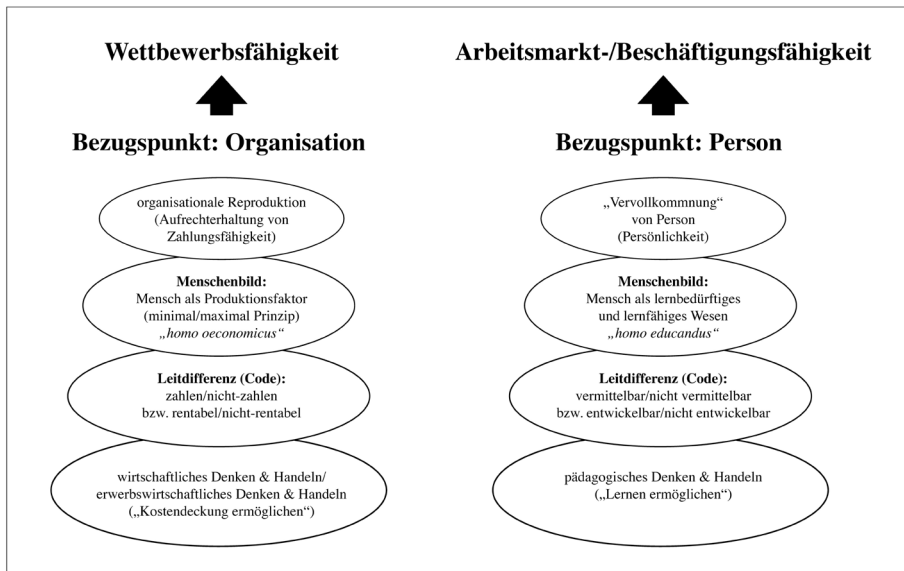 Wettbewerbsfähigkeit
Bezugspunkt: Organisation
organisationale Reproduktion
(Aufrechterhaltung von
Zahlungsfähigkeit)
Menschenbild:
Mensch als Produktionsfaktor
(minimal/maximal Prinzip)
„homo oeconomicus“
Leitdifferenz (Code):
zahlen/nicht-zahlen
bzw. rentabel/nicht-rentabel
wirtschaftliches Denken & Handeln/
erwerbswirtschaftliches Denken & Handeln
(„Kostendeckung ermöglichen“)
Arbeitsmarkt-/Beschäftigungsfähigkeit
Bezugspunkt: Person
„Vervollkommnung“
von Person
(Persönlichkeit)
Menschenbild:
Mensch als lernbedürftiges
und lernfähiges Wesen
„homo educandus“
Leitdifferenz (Code):
vermittelbar/nicht vermittelbar
bzw. entwickelbar/nicht entwickelbar
pädagogisches Denken & Handeln
(„Lernen ermöglichen“)